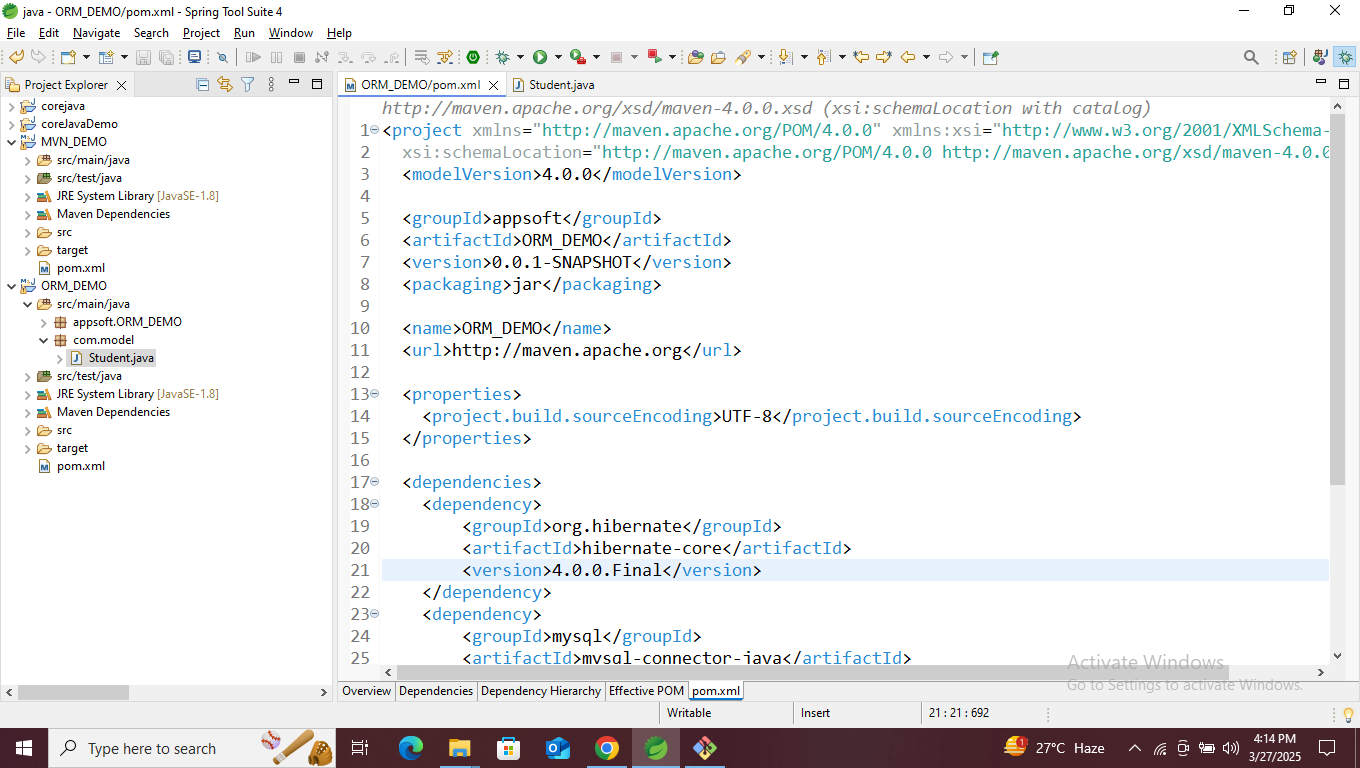 java - ORM_DEMO/pom.xml - Spring Tool Suite 4
File Edit Navigate Search Project Run Window Help
Project Explorer
corejava
coreJavaDemo
MVN_DEMO
src/main/java
src/test/java
JRE System Library [JavaSE-1.8]
Maven Dependencies
src
target
pom.xml
ORM_DEMO
src/main/java
appsoft.ORM_DEMO
com.model
Student.java
src/test/java
JRE System Library [JavaSE-1.8]
Maven Dependencies
src
target
pom.xml
ORM_DEMO/pom.xml Student.java
http://maven.apache.org/xsd/maven-4.0.0.xsd (xsi:schemaLocation with catalog)
1 <project xmlns="http://maven.apache.org/POM/4.0.0" xmlns:xsi="http://www.w3.org/2001/XMLSchema-
2 xsi:schemaLocation="http://maven.apache.org/POM/4.0.0 http://maven.apache.org/xsd/maven-4.0.0
3 <modelVersion>4.0.0</modelVersion>
4
5 <groupId>appsoft</groupId>
6 <artifactId>ORM_DEMO</artifactId>
7 <version>0.0.1-SNAPSHOT</version>
8 <packaging>jar</packaging>
9
10 <name>ORM_DEMO</name>
11 <url>http://maven.apache.org</url>
12
13 <properties>
14 <project.build.sourceEncoding>UTF-8</project.build.sourceEncoding>
15 </properties>
16
17 <dependencies>
18 <dependency>
19 <groupId>org.hibernate</groupId>
20 <artifactId>hibernate-core</artifactId>
21 <version>4.0.0.Final</version>
22 </dependency>
23 <dependency>
24 <groupId>mysql</groupId>
25 <artifactId>mysql-connector-java</artifactId>
Activate Windows
Go to Settings to activate Windows.
Overview Dependencies Dependency Hierarchy Effective POM pom.xml
Writable Insert 21 : 21 : 692
Type here to search
27°C Haze
4:14 PM
3/27/2025